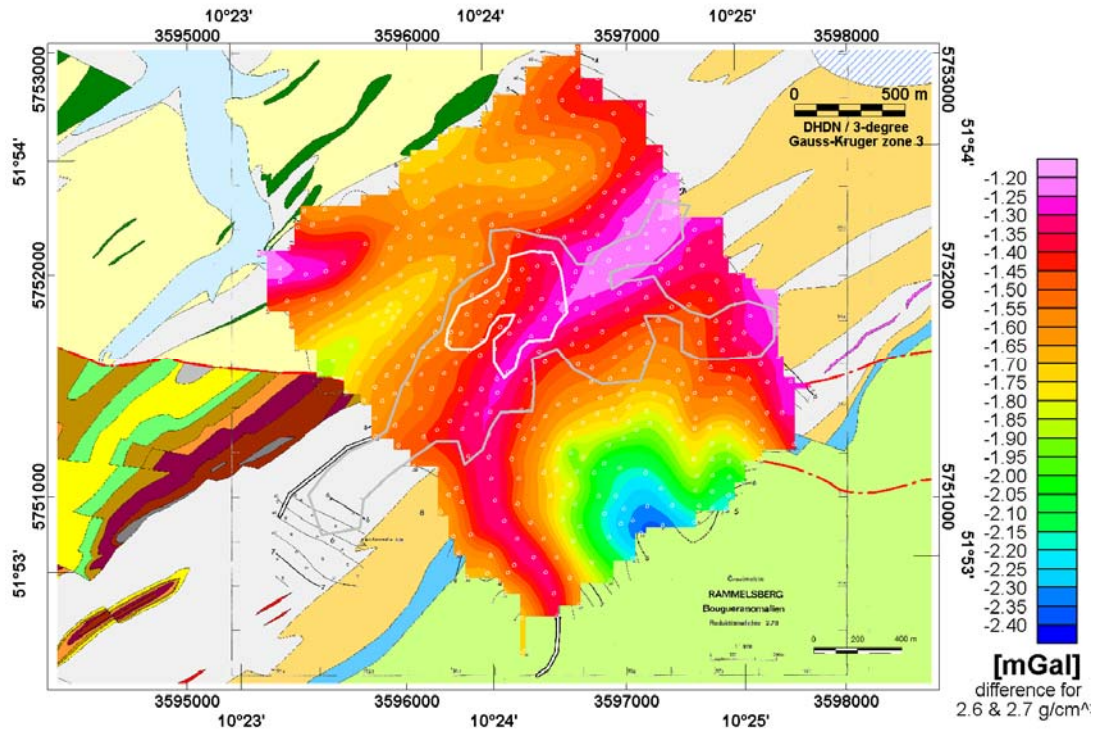 10°23' 10°24' 10°25'
3595000 3596000 3597000 3598000
5753000 5753000
0 500 m
DHDN / 3-degree
Gauss-Kruger zone 3
51°54' 51°54'
-1.20
-1.25
-1.30
-1.35
-1.40
-1.45
-1.50
-1.55
-1.60
-1.65
-1.70
-1.75
-1.80
-1.85
-1.90
-1.95
-2.00
-2.05
-2.10
-2.15
-2.20
-2.25
-2.30
-2.35
-2.40
5752000 5752000
5751000 5751000
51°53' 51°53'
RAMMELSBERG
Bougueranomalien
0 200 400 m
[mGal]
difference for
2.6 & 2.7 g/cm^
3595000 3596000 3597000 3598000
10°23' 10°24' 10°25'